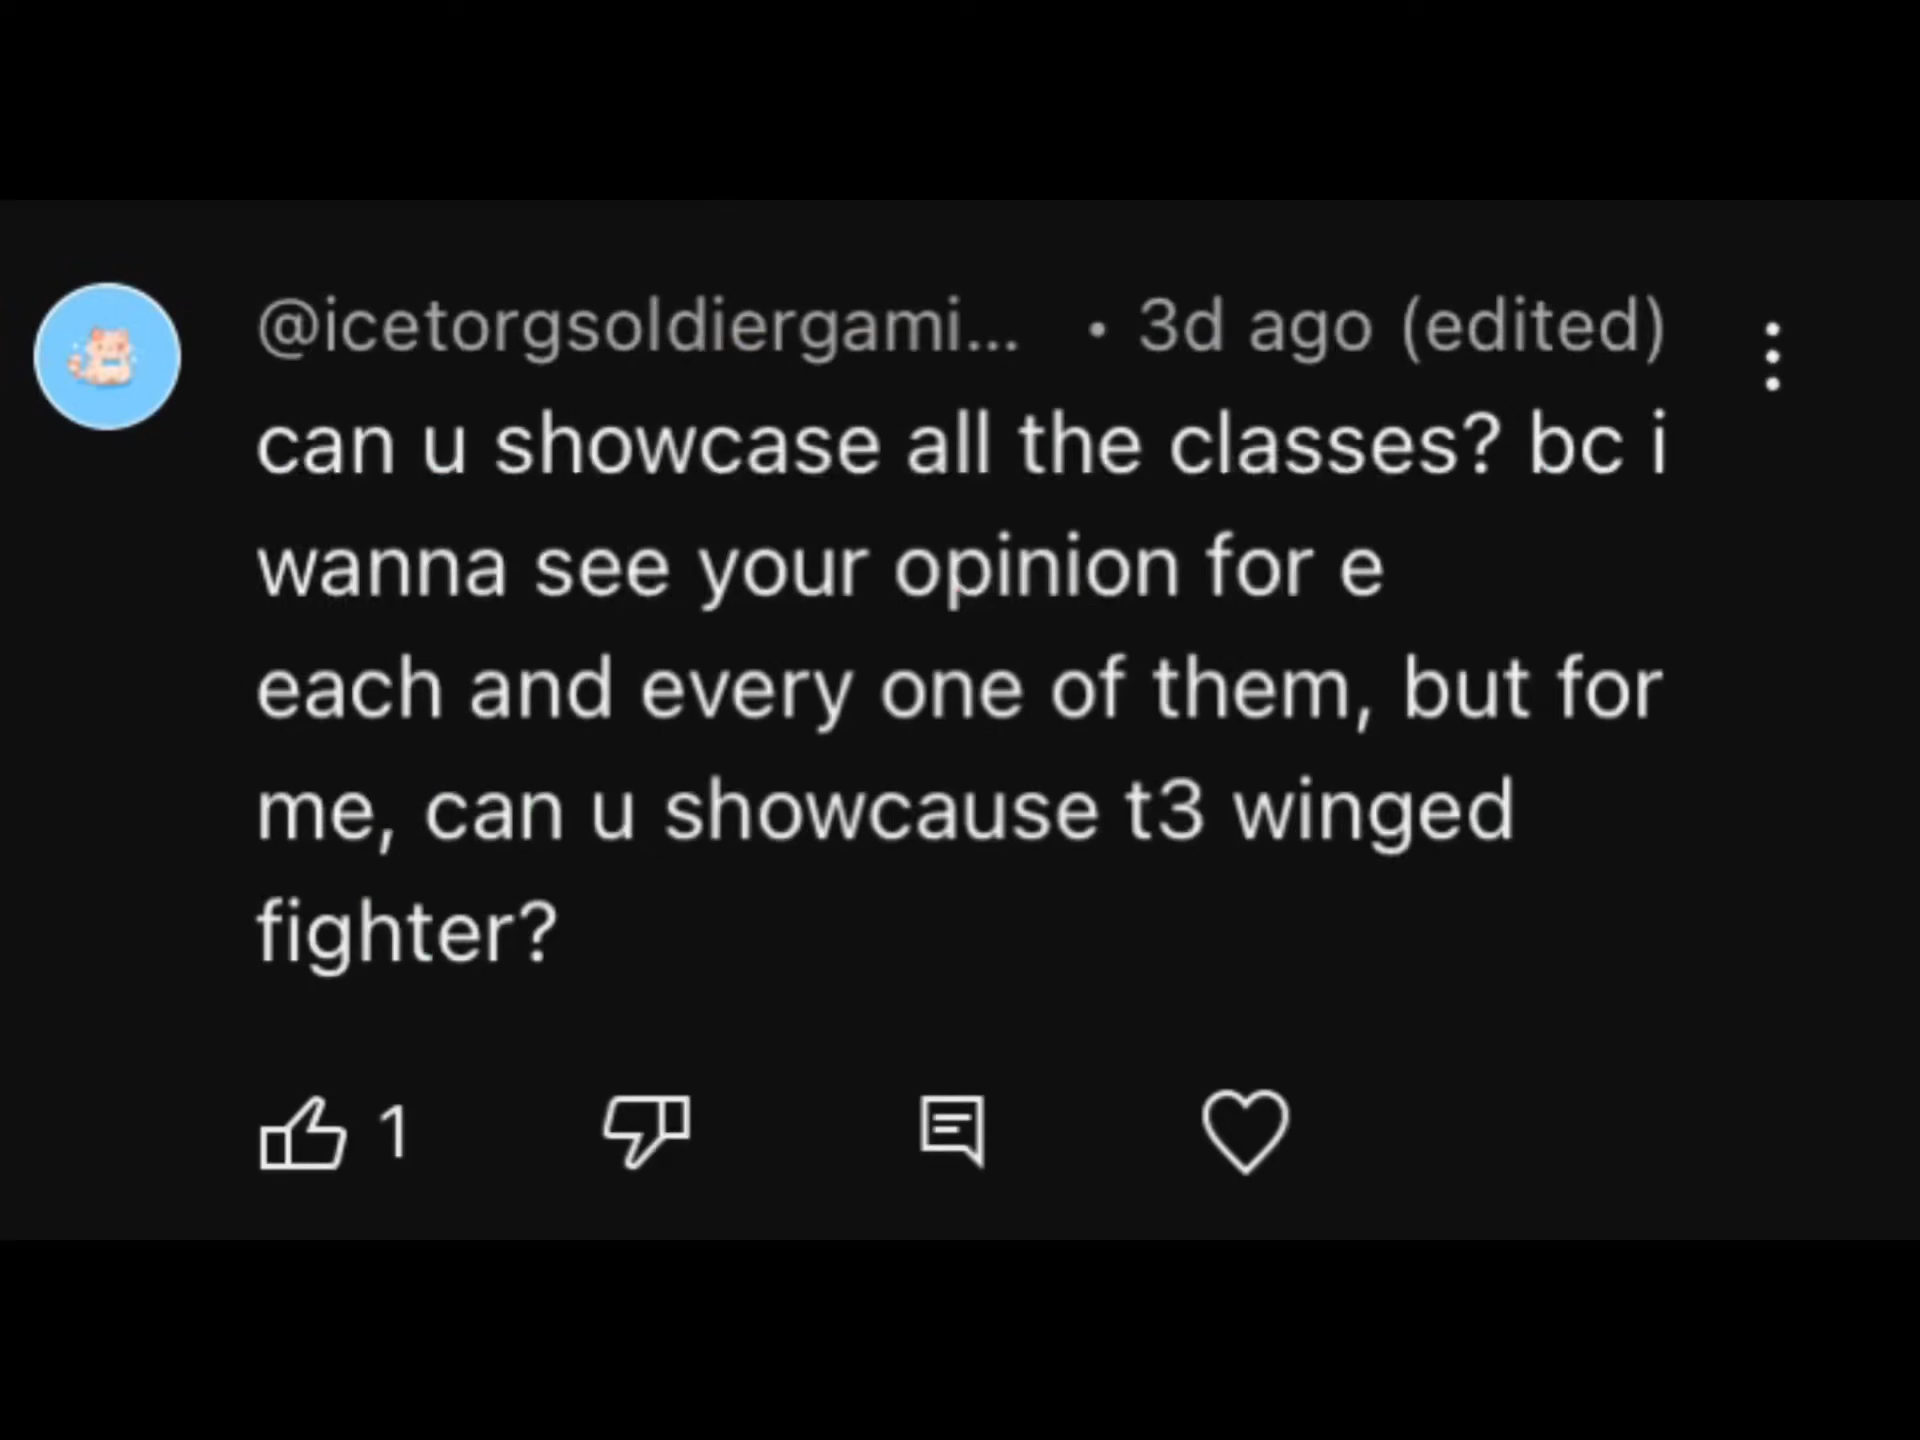 @icetorgsoldiergami... • 3d ago (edited)
can u showcase all the classes? bc i
wanna see your opinion for e
each and every one of them, but for
me, can u showcause t3 winged
fighter?
1